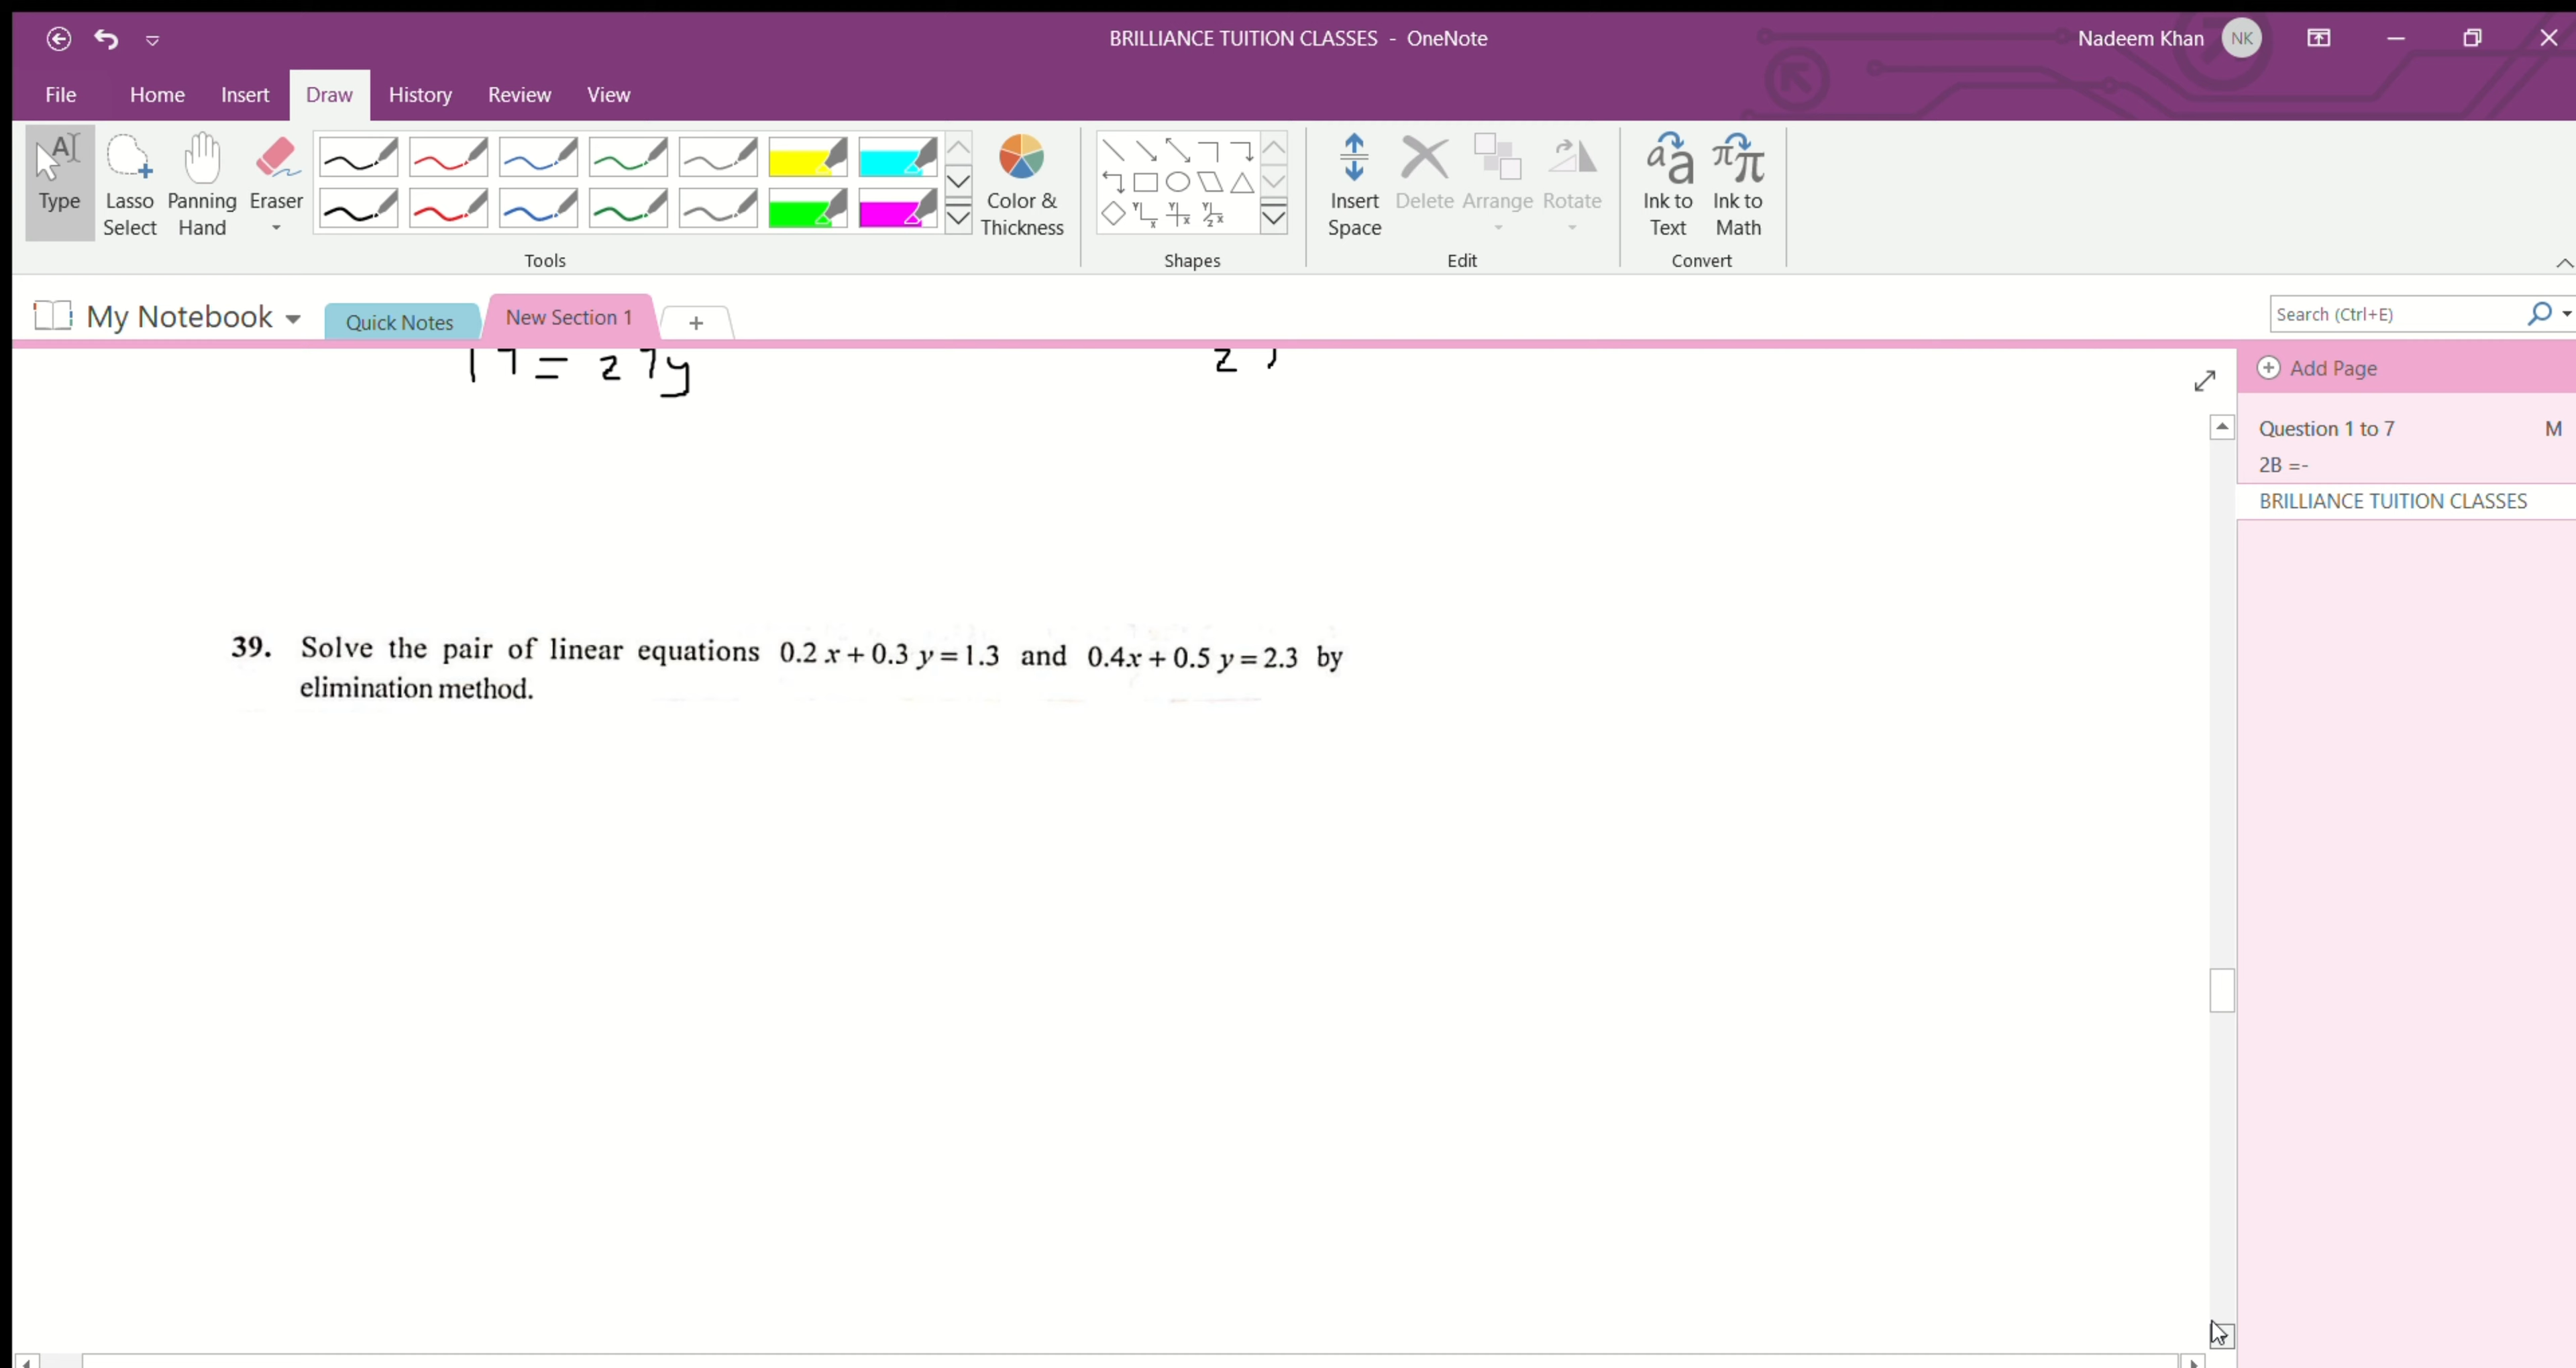 BRILLIANCE TUITION CLASSES - OneNote
Nadeem Khan NK
File Home Insert Draw History Review View
Type
Lasso Select
Panning Hand
Eraser
Color & Thickness
Insert Space
Delete
Arrange
Rotate
Ink to Text
Ink to Math
Tools Shapes Edit Convert
My Notebook Quick Notes New Section 1 +
Search (Ctrl+E)
Add Page
Question 1 to 7 M
2B =-
BRILLIANCE TUITION CLASSES
39. Solve the pair of linear equations 0.2 x + 0.3 y = 1.3 and 0.4x + 0.5 y = 2.3 by
elimination method.